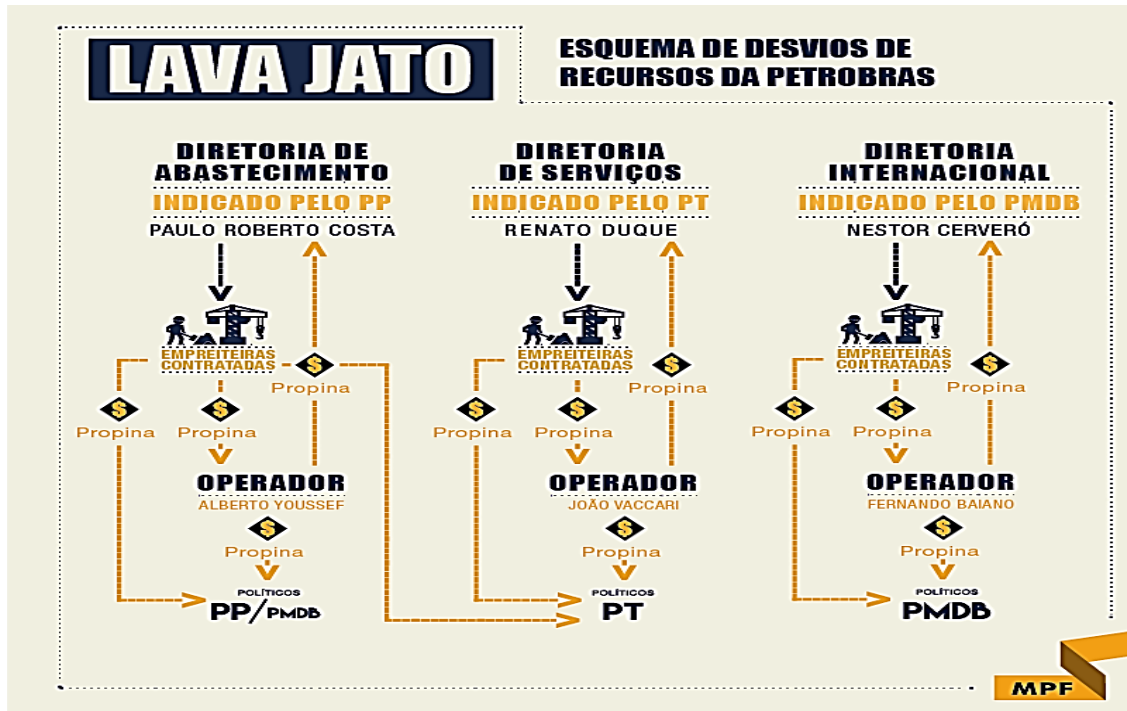 LAVA JATO
ESQUEMA DE DESVIOS DE
RECURSOS DA PETROBRAS
DIRETORIA DE
ABASTECIMENTO
INDICADO PELO PP
PAULO ROBERTO COSTA
EMPREITEIRAS
CONTRATADAS
$
Propina
$
Propina
$
Propina
OPERADOR
ALBERTO YOUSSEF
$
Propina
POLÍTICOS
PP/PMDB
DIRETORIA
DE SERVIÇOS
INDICADO PELO PT
RENATO DUQUE
EMPREITEIRAS
CONTRATADAS
$
Propina
$
Propina
$
Propina
OPERADOR
JOÃO VACCARI
$
Propina
POLÍTICOS
PT
DIRETORIA
INTERNACIONAL
INDICADO PELO PMDB
NESTOR CERVERÓ
EMPREITEIRAS
CONTRATADAS
$
Propina
$
Propina
$
Propina
OPERADOR
FERNANDO BAIANO
$
Propina
POLÍTICOS
PMDB
MPF